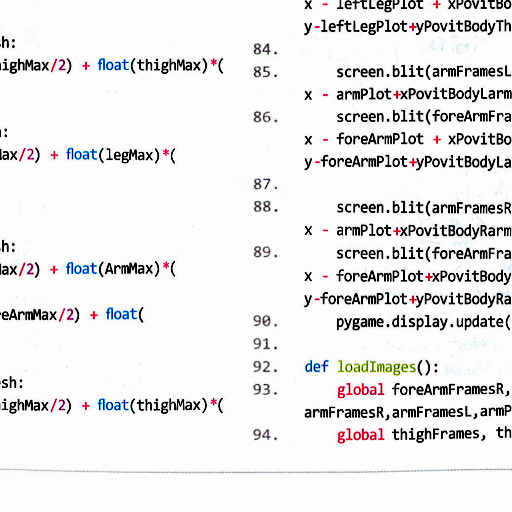 sh:
highMax/2) + float(thighMax)*(
:
Max/2) + float(legMax)*(
sh:
Max/2) + float(ArmMax)*(
reArmMax/2) + float(
esh:
highMax/2) + float(thighMax)*(
x - leftLegPlot + xPovitBo
y-leftLegPlot+yPovitBodyTh
84.
85. screen.blit(armFramesL
x - armPlot+xPovitBodyLarm
86. screen.blit(foreArmFra
x - foreArmPlot + xPovitBo
y-foreArmPlot+yPovitBodyLa
87.
88. screen.blit(armFramesR
x - armPlot+xPovitBodyRarm
89. screen.blit(foreArmFra
x - foreArmPlot+xPovitBody
y-foreArmPlot+yPovitBodyRa
90. pygame.display.update(
91.
92. def loadImages():
93. global foreArmFramesR,
armFramesR,armFramesL,armP
94. global thighFrames, th